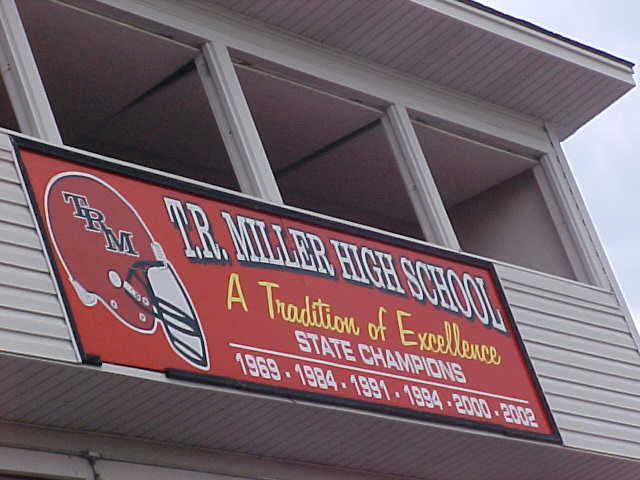 TRM
T.R. MILLER HIGH SCHOOL
A Tradition of Excellence
STATE CHAMPIONS
1969 - 1984 - 1991 - 1994 - 2000 - 2002